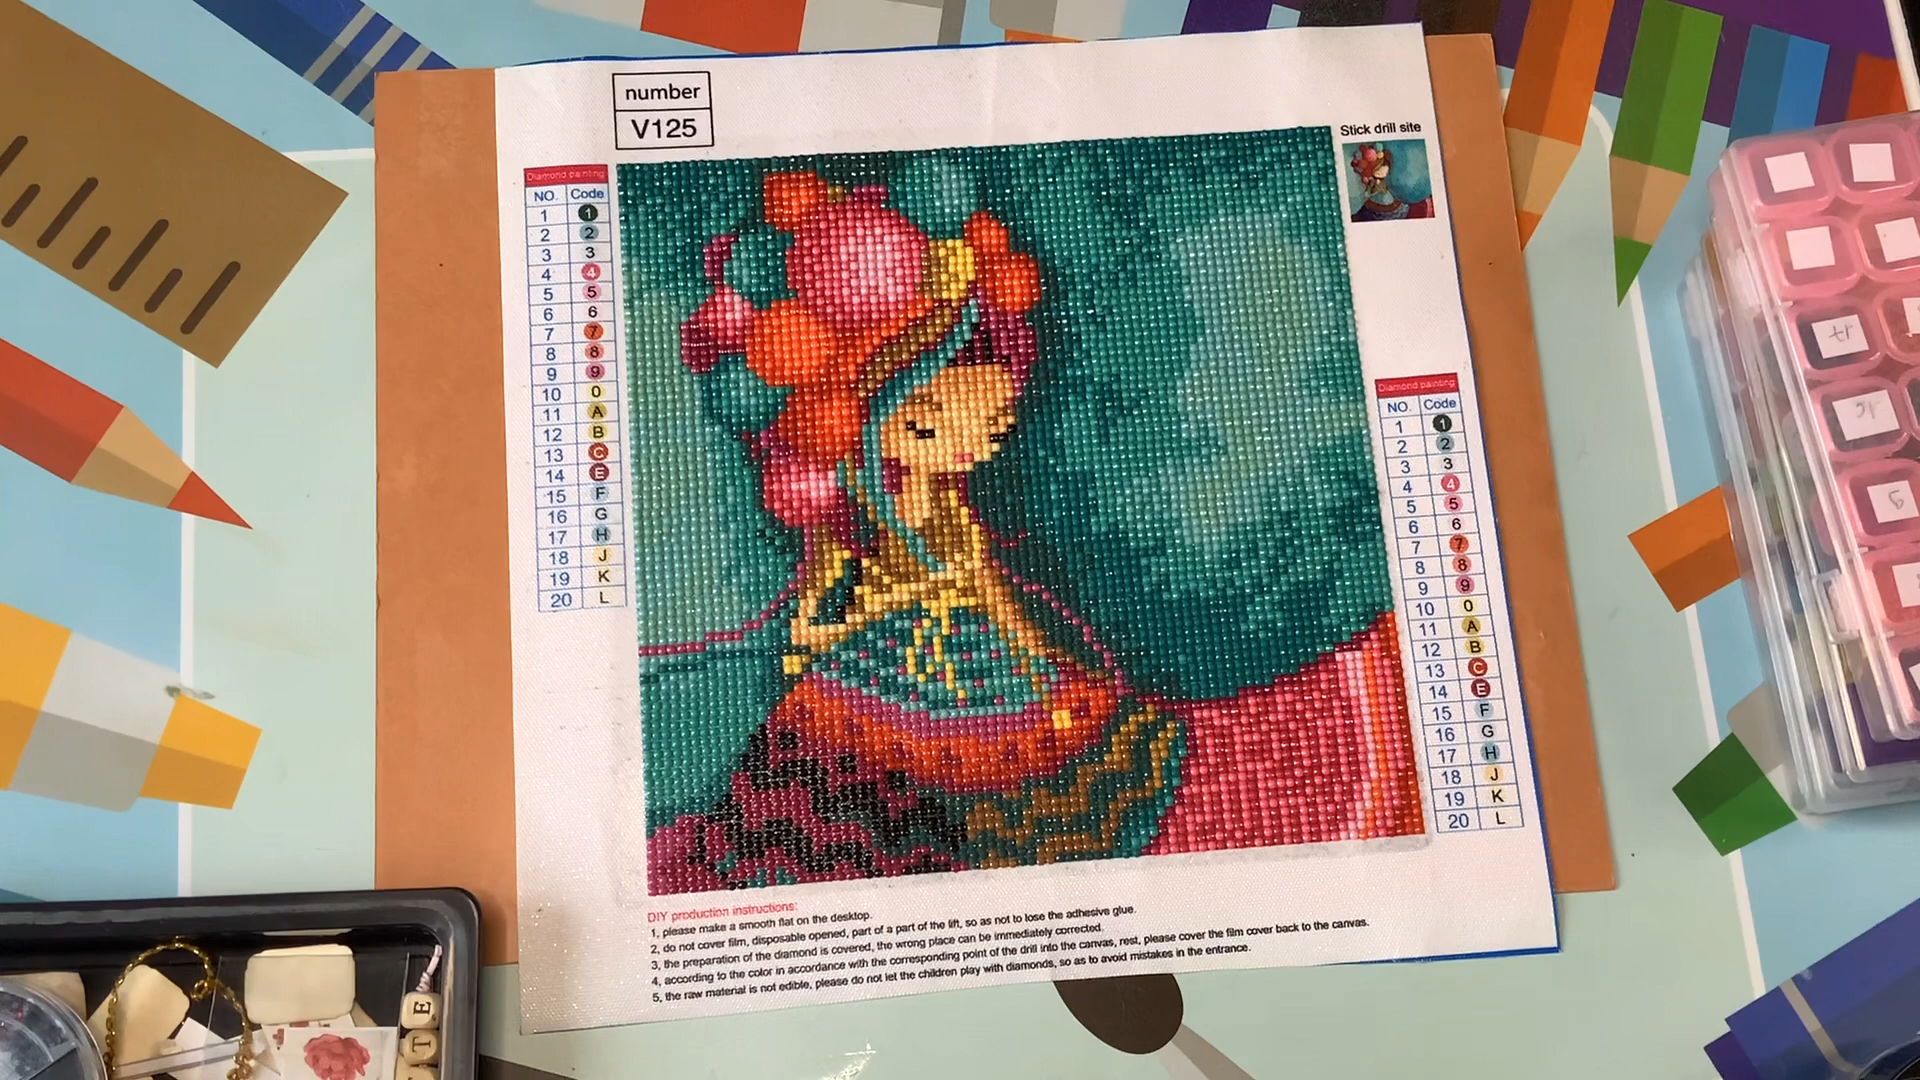 number
V125
Stick drill site
Diamond painting
NO. Code
1 1
2 2
3 3
4 4
5 5
6 6
7 7
8 8
9 9
10 0
11 A
12 B
13 C
14 E
15 F
16 G
17 H
18 J
19 K
20 L
Diamond painting
NO. Code
1 1
2 2
3 3
4 4
5 5
6 6
7 7
8 8
9 9
10 0
11 A
12 B
13 C
14 E
15 F
16 G
17 H
18 J
19 K
20 L
DIY production instructions:
1, please make a smooth flat on the desktop.
2, do not cover film, disposable opened, part of a part of the lift, so as not to lose the adhesive glue.
3, the preparation of the diamond is covered, the wrong place can be immediately corrected.
4, according to the color in accordance with the corresponding point of the drill into the canvas, rest, please cover the film cover back to the canvas.
5, the raw material is not edible, please do not let the children play with diamonds, so as to avoid mistakes in the entrance.
E
T